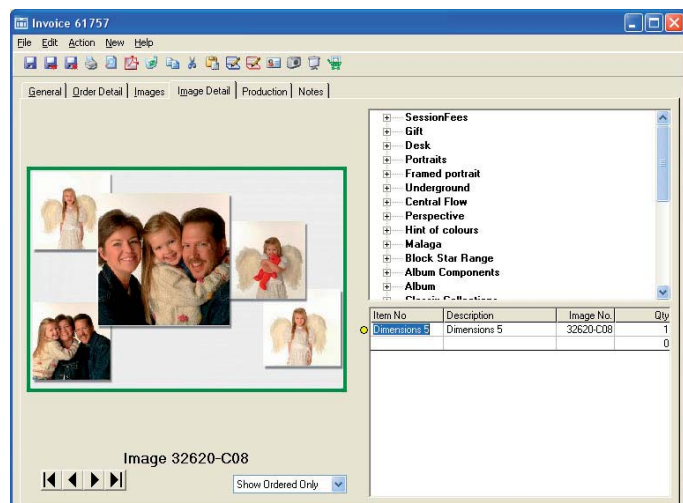 Invoice 61757
File Edit Action New Help
General Order Detail Images Image Detail Production Notes
SessionFees
Gift
Desk
Portraits
Framed portrait
Underground
Central Flow
Perspective
Hint of colours
Malaga
Block Star Range
Album Components
Album
Classic Collections
Item No Description Image No. Qty
Dimensions 5 Dimensions 5 32620-C08 1
0
Image 32620-C08
Show Ordered Only